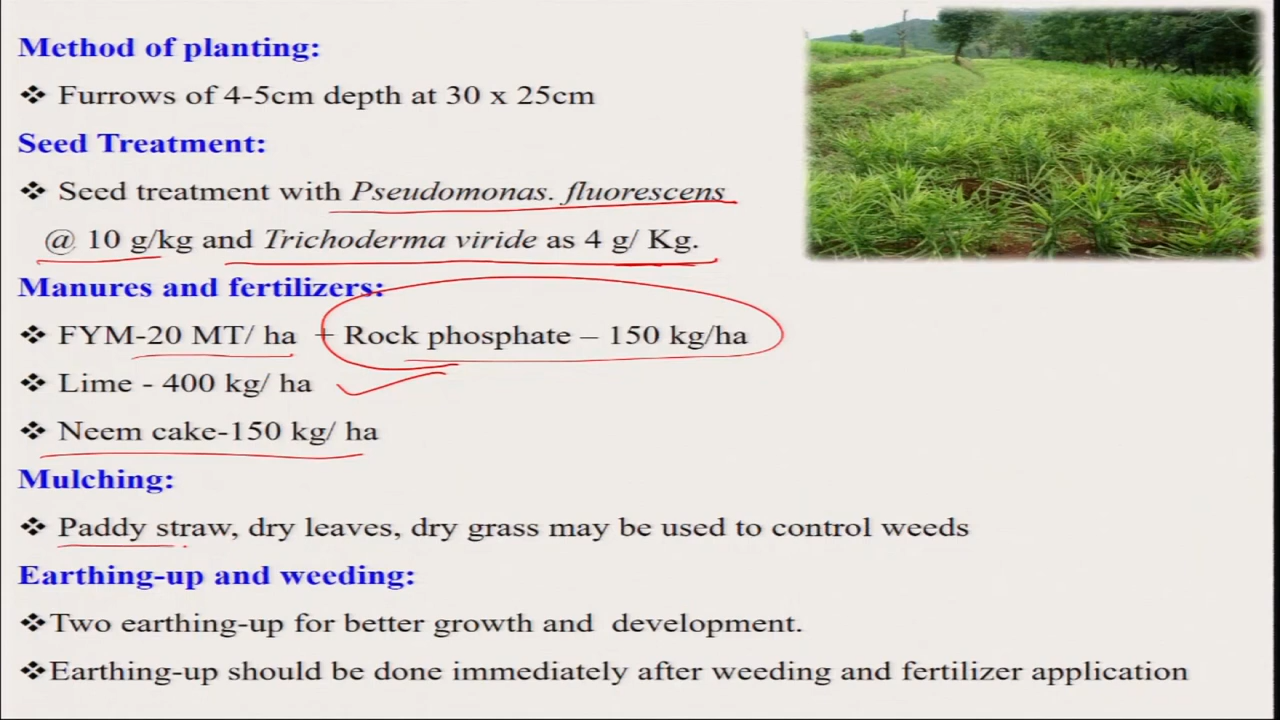 Method of planting:
❖ Furrows of 4-5cm depth at 30 x 25cm
Seed Treatment:
❖ Seed treatment with Pseudomonas. fluorescens
@ 10 g/kg and Trichoderma viride as 4 g/ Kg.
Manures and fertilizers:
❖ FYM-20 MT/ ha + Rock phosphate – 150 kg/ha
❖ Lime - 400 kg/ ha
❖ Neem cake-150 kg/ ha
Mulching:
❖ Paddy straw, dry leaves, dry grass may be used to control weeds
Earthing-up and weeding:
❖Two earthing-up for better growth and development.
❖Earthing-up should be done immediately after weeding and fertilizer application